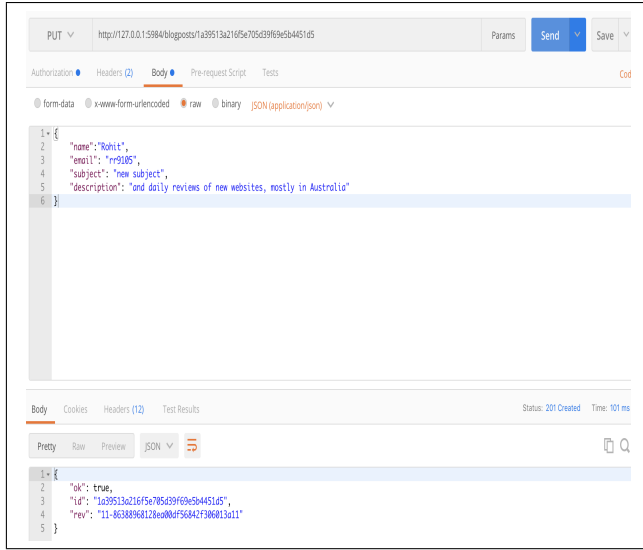 PUT http://127.0.0.1:5984/blogposts/1a39513a216f5e705d39f69e5b4451d5 Params Send Save
Authorization Headers (2) Body Pre-request Script Tests Cod
form-data x-www-form-urlencoded raw binary JSON (application/json)
1 {
2 "name":"Rohit",
3 "email": "rr9105",
4 "subject": "new subject",
5 "description": "and daily reviews of new websites, mostly in Australia"
6 }
Body Cookies Headers (12) Test Results Status: 201 Created Time: 101 ms
Pretty Raw Preview JSON
1 {
2 "ok": true,
3 "id": "1a39513a216f5e705d39f69e5b4451d5",
4 "rev": "11-86388968128ea00df56842f306013a11"
5 }